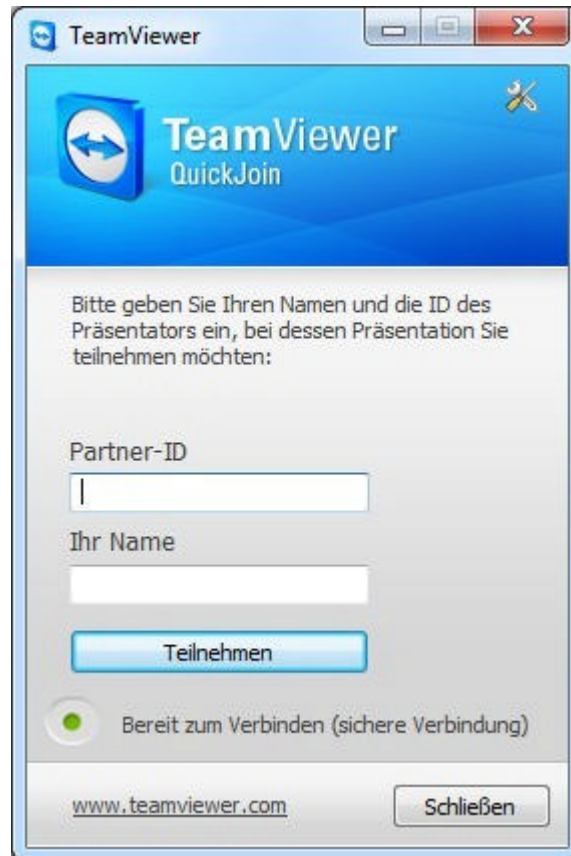 TeamViewer
TeamViewer
QuickJoin
Bitte geben Sie Ihren Namen und die ID des
Präsentators ein, bei dessen Präsentation Sie
teilnehmen möchten:
Partner-ID
Ihr Name
Teilnehmen
Bereit zum Verbinden (sichere Verbindung)
www.teamviewer.com
Schließen